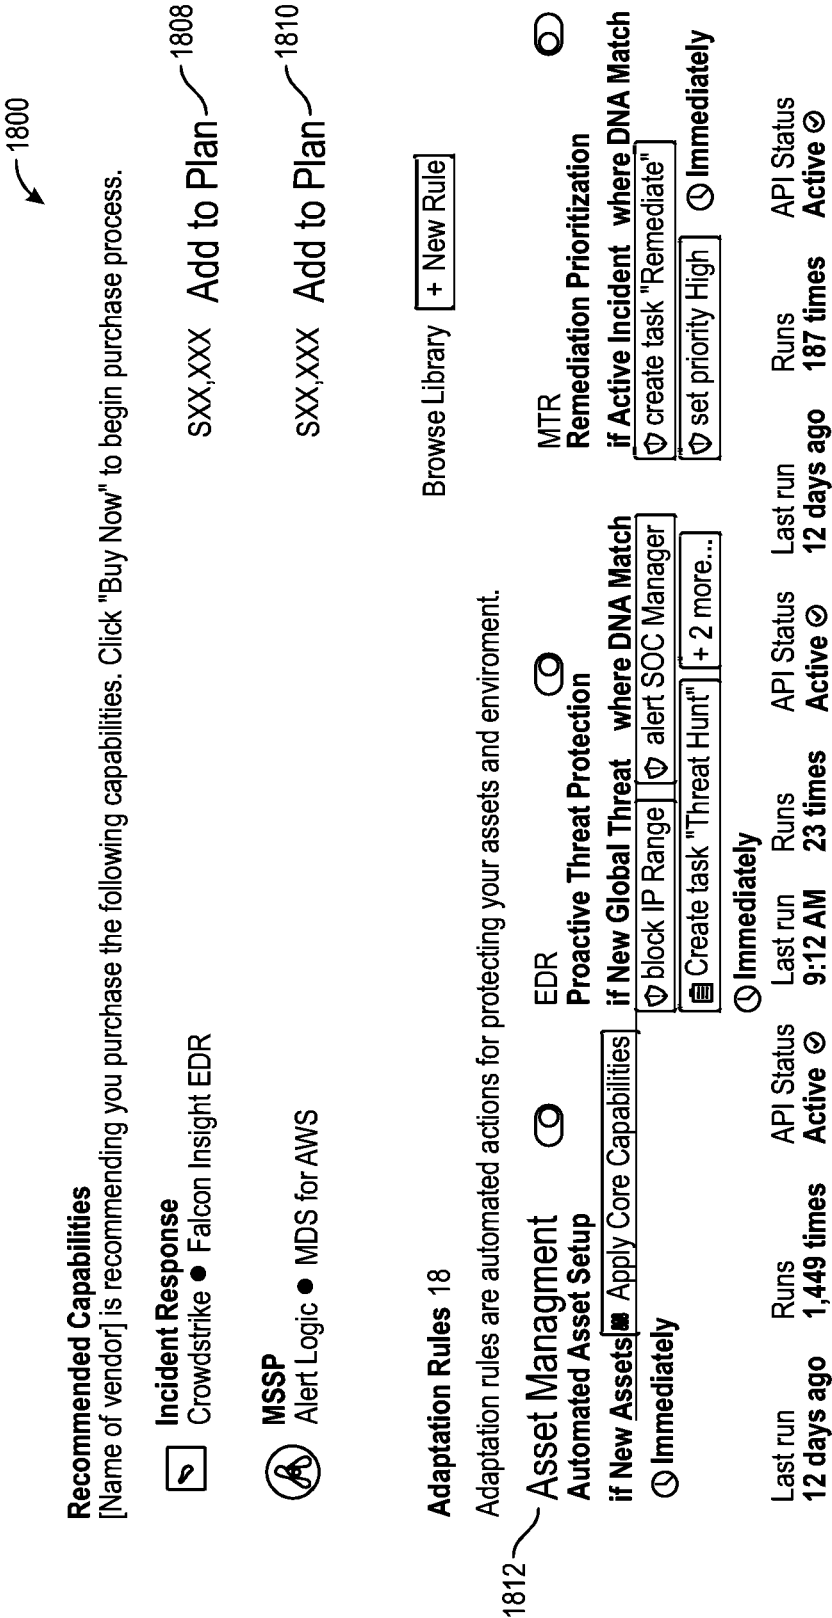 1800
Recommended Capabilities
[Name of vendor] is recommending you purchase the following capabilities. Click "Buy Now" to begin purchase process.
Incident Response
Crowdstrike ● Falcon Insight EDR
SXX,XXX Add to Plan 1808
MSSP
Alert Logic ● MDS for AWS
SXX,XXX Add to Plan 1810
Adaptation Rules 18
Browse Library + New Rule
Adaptation rules are automated actions for protecting your assets and enviroment.
1812
Asset Managment
Automated Asset Setup
if New Assets Apply Core Capabilities
Immediately
Last run Runs API Status
12 days ago 1,449 times Active
EDR
Proactive Threat Protection
if New Global Threat where DNA Match
block IP Range alert SOC Manager
Create task "Threat Hunt" + 2 more...
Immediately
Last run Runs API Status
9:12 AM 23 times Active
MTR
Remediation Prioritization
if Active Incident where DNA Match
create task "Remediate"
set priority High Immediately
Last run Runs API Status
12 days ago 187 times Active